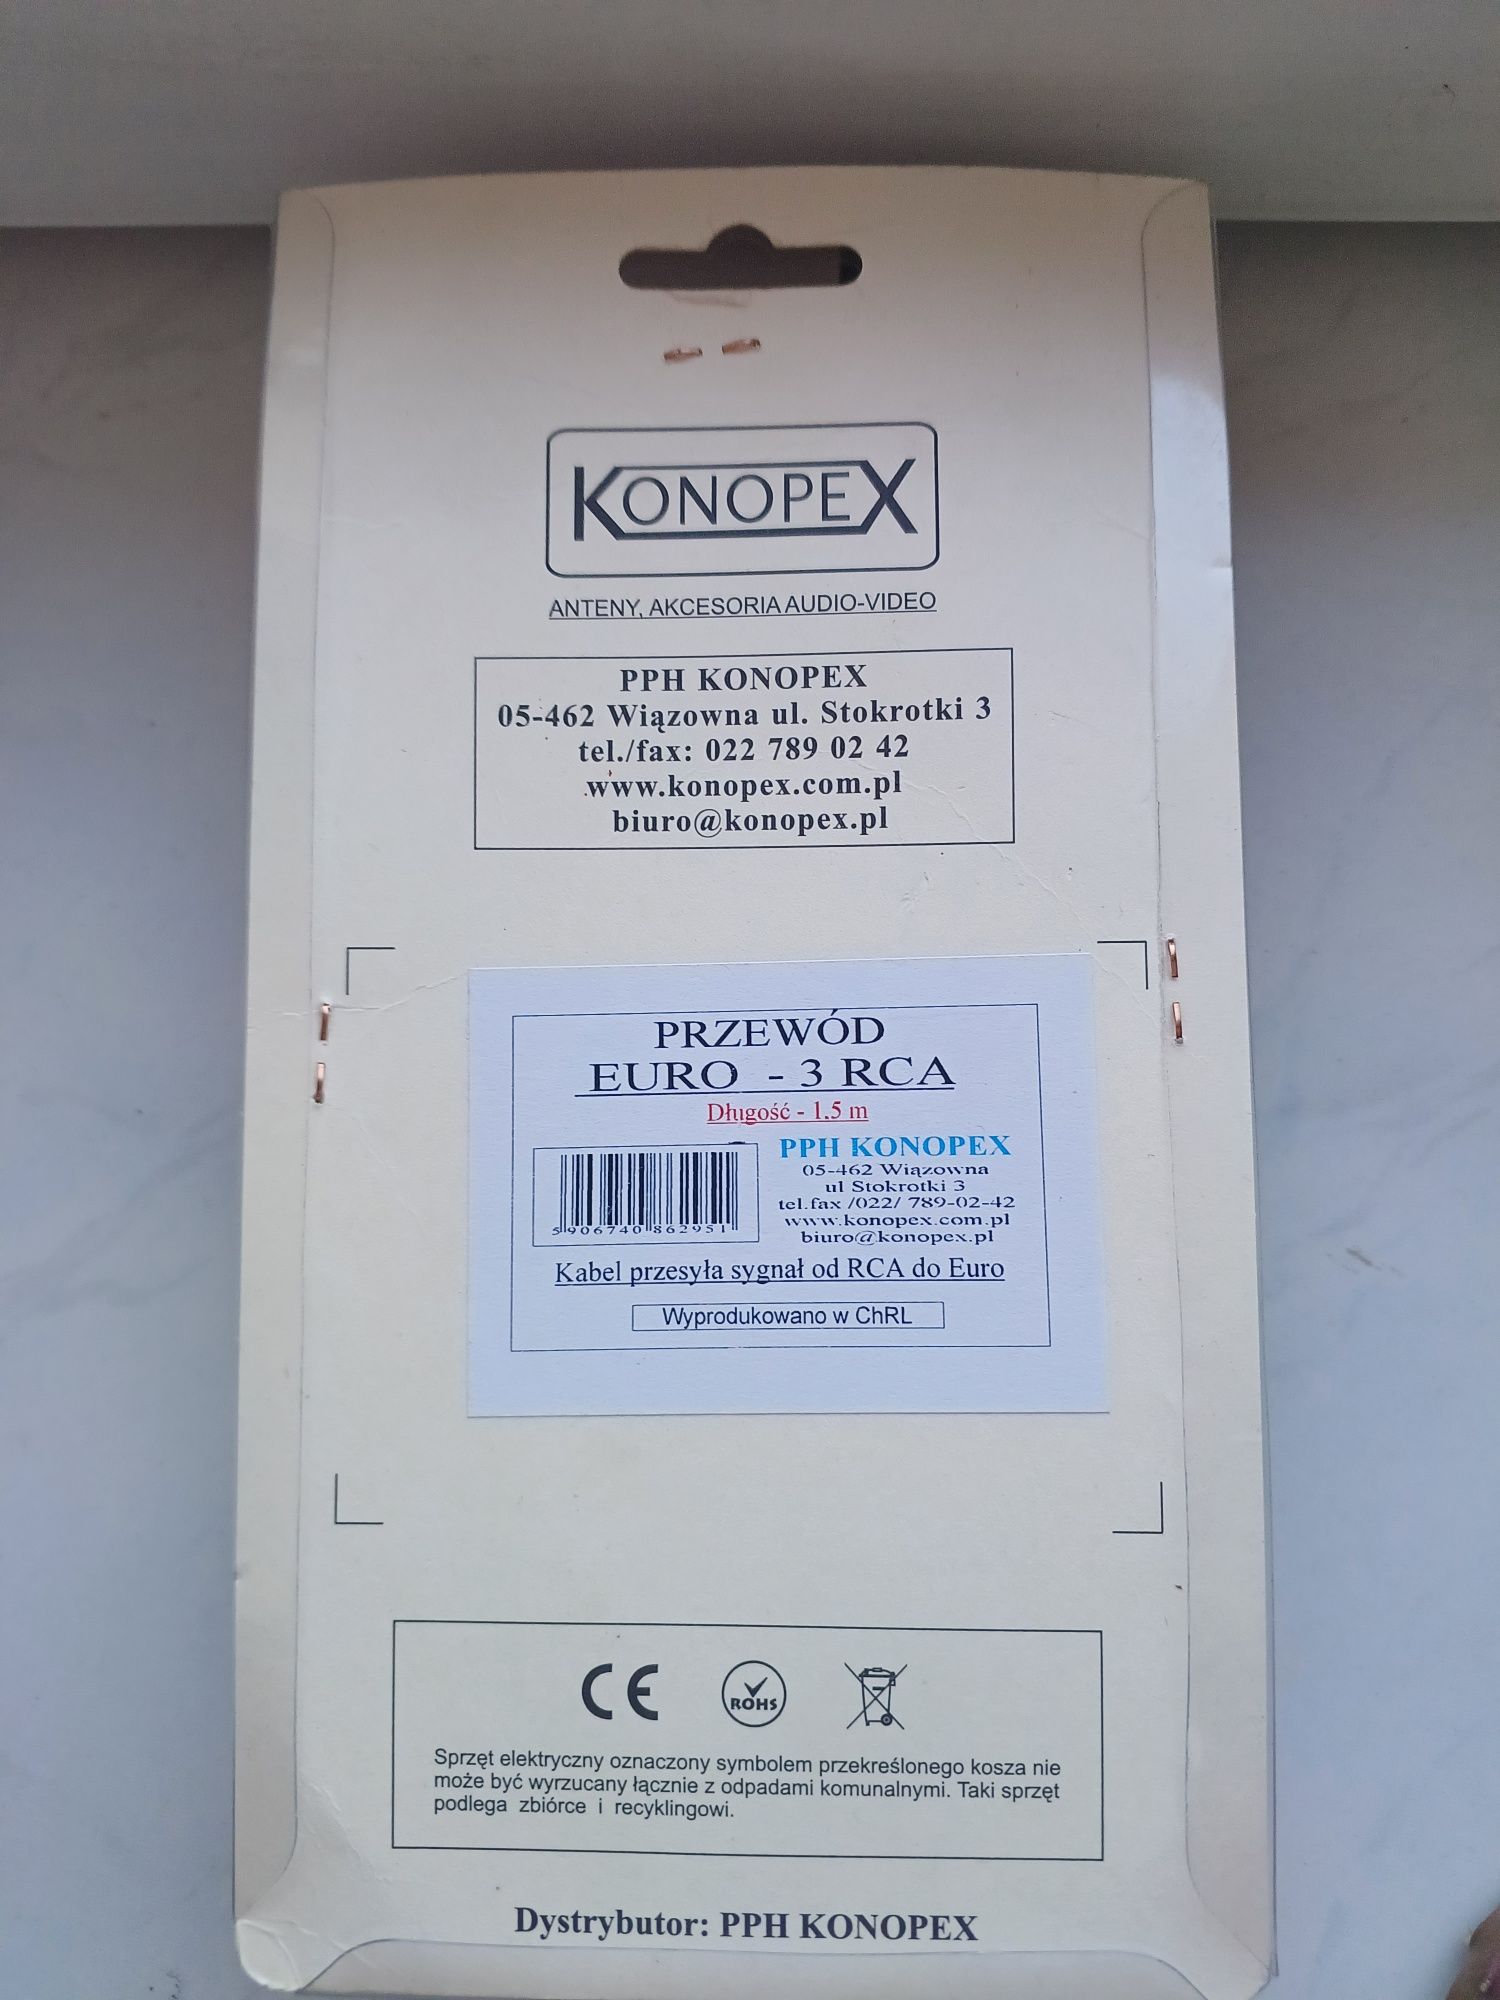 KONOPEX
ANTENY, AKCESORIA AUDIO-VIDEO
PPH KONOPEX
05-462 Wiązowna ul. Stokrotki 3
tel./fax: 022 789 02 42
www.konopex.com.pl
biuro@konopex.pl
PRZEWÓD
EURO - 3 RCA
Długość - 1.5 m
5 906740 862951
PPH KONOPEX
05-462 Wiązowna
ul Stokrotki 3
tel.fax /022/ 789-02-42
www.konopex.com.pl
biuro@konopex.pl
Kabel przesyła sygnał od RCA do Euro
Wyprodukowano w ChRL
CE
ROHS
Sprzęt elektryczny oznaczony symbolem przekreślonego kosza nie
może być wyrzucany łącznie z odpadami komunalnymi. Taki sprzęt
podlega zbiórce i recyklingowi.
Dystrybutor: PPH KONOPEX